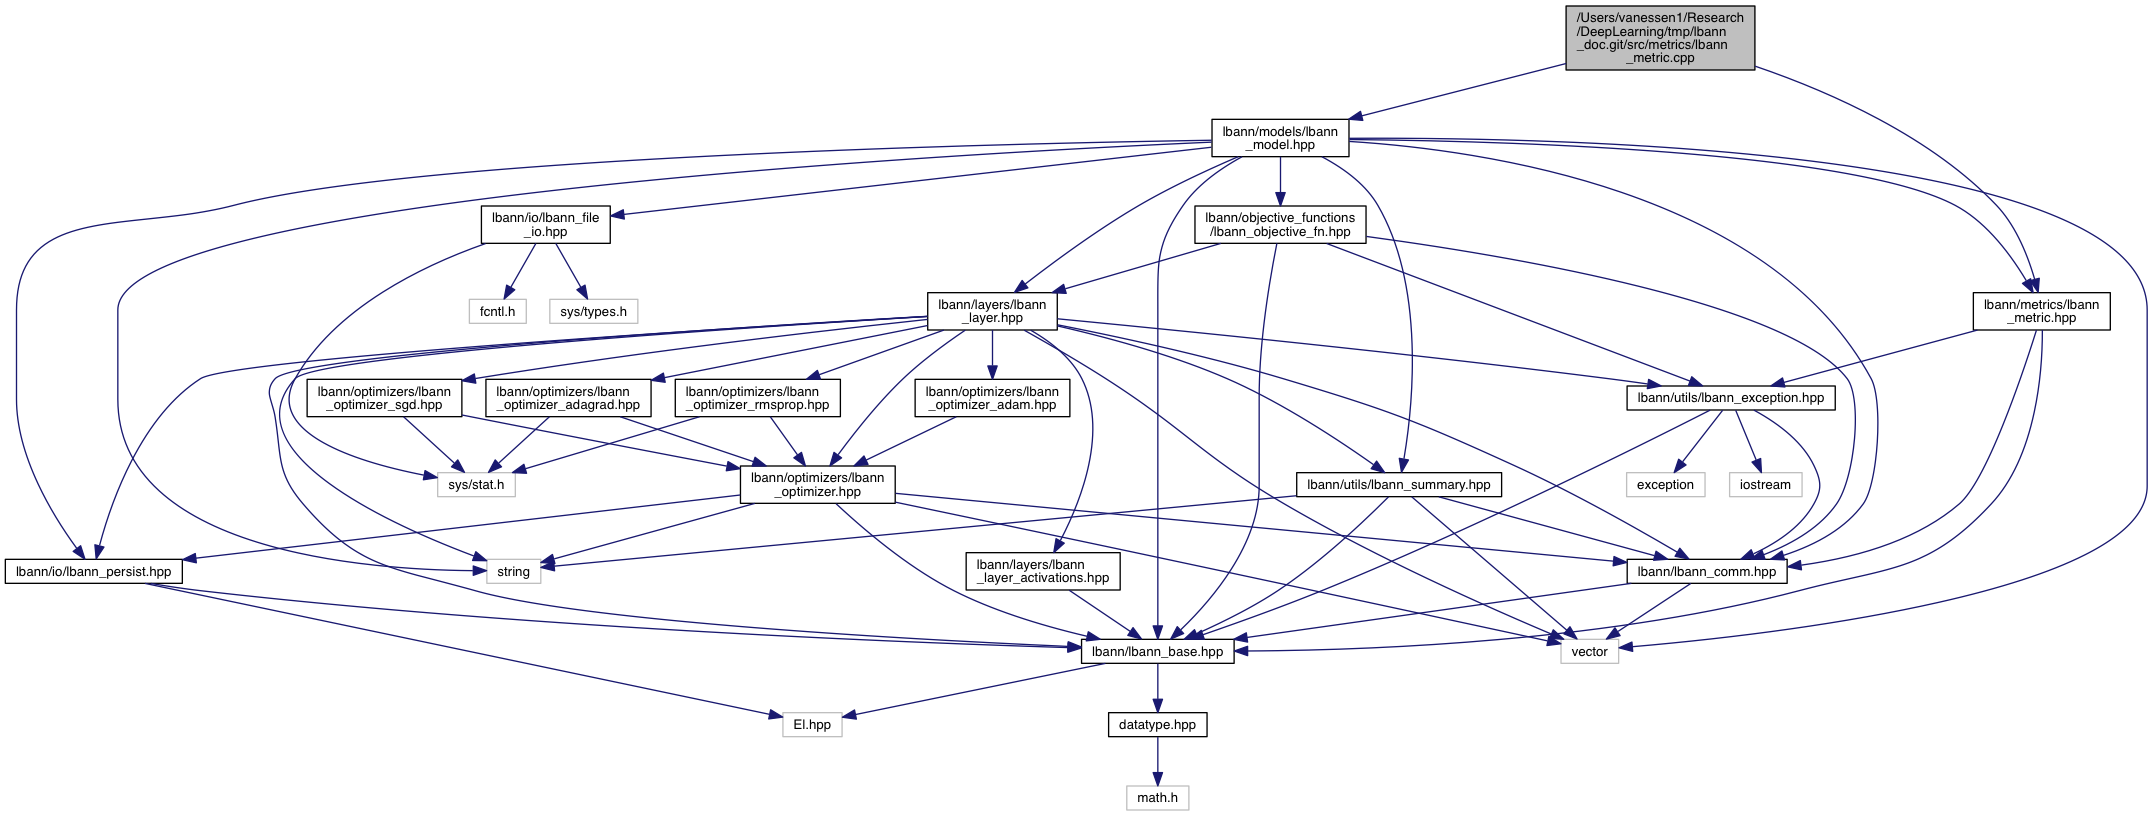 /Users/vanessen1/Research
/DeepLearning/tmp/lbann
_doc.git/src/metrics/lbann
_metric.cpp
lbann/models/lbann
_model.hpp
lbann/io/lbann_file
_io.hpp
lbann/objective_functions
/lbann_objective_fn.hpp
fcntl.h
sys/types.h
lbann/layers/lbann
_layer.hpp
lbann/metrics/lbann
_metric.hpp
lbann/optimizers/lbann
_optimizer_sgd.hpp
lbann/optimizers/lbann
_optimizer_adagrad.hpp
lbann/optimizers/lbann
_optimizer_rmsprop.hpp
lbann/optimizers/lbann
_optimizer_adam.hpp
lbann/utils/lbann_exception.hpp
sys/stat.h
lbann/optimizers/lbann
_optimizer.hpp
lbann/utils/lbann_summary.hpp
exception
iostream
lbann/io/lbann_persist.hpp
string
lbann/layers/lbann
_layer_activations.hpp
lbann/lbann_comm.hpp
lbann/lbann_base.hpp
vector
El.hpp
datatype.hpp
math.h